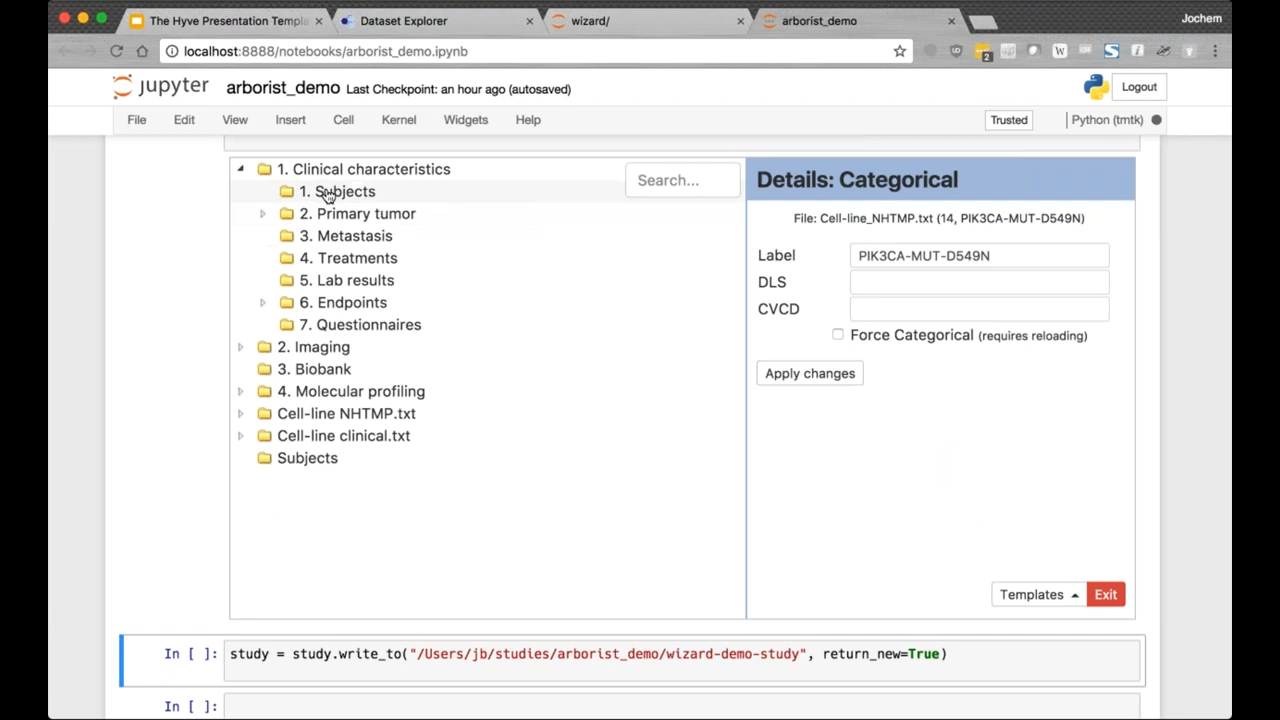 The Hyve Presentation Templ
Dataset Explorer
wizard/
arborist_demo
Jochem
localhost:8888/notebooks/arborist_demo.ipynb
W
2
S
jupyter
arborist_demo Last Checkpoint: an hour ago (autosaved)
Logout
File Edit View Insert Cell Kernel Widgets Help
Trusted
Python (tmtk)
1. Clinical characteristics
1. Subjects
2. Primary tumor
3. Metastasis
4. Treatments
5. Lab results
6. Endpoints
7. Questionnaires
2. Imaging
3. Biobank
4. Molecular profiling
Cell-line NHTMP.txt
Cell-line clinical.txt
Subjects
Search...
Details: Categorical
File: Cell-line_NHTMP.txt (14, PIK3CA-MUT-D549N)
Label PIK3CA-MUT-D549N
DLS
CVCD
Force Categorical (requires reloading)
Apply changes
Templates
Exit
In [ ]: study = study.write_to("/Users/jb/studies/arborist_demo/wizard-demo-study", return_new=True)
In [ ]: